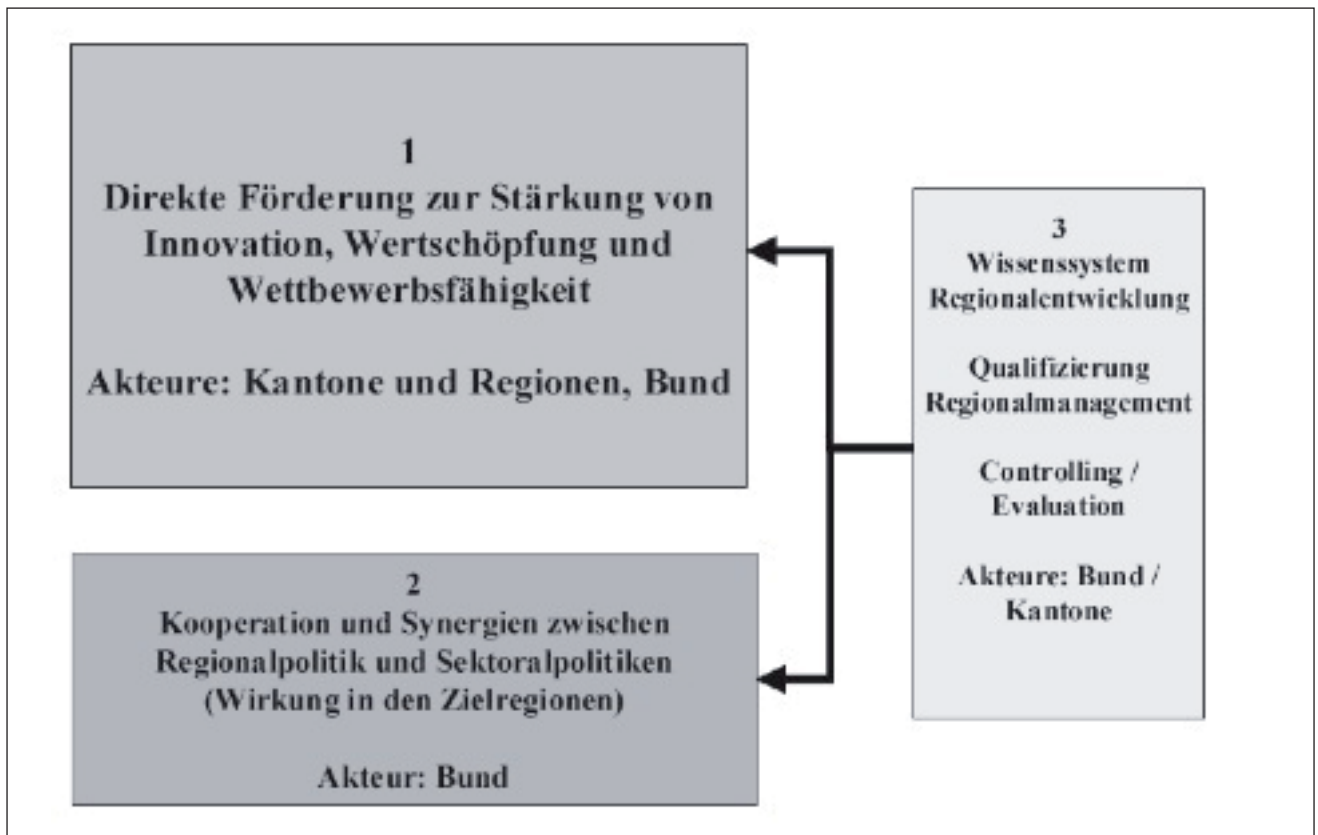 1
Direkte Förderung zur Stärkung von
Innovation, Wertschöpfung und
Wettbewerbsfähigkeit
Akteure: Kantone und Regionen, Bund
2
Kooperation und Synergien zwischen
Regionalpolitik und Sektoralpolitiken
(Wirkung in den Zielregionen)
Akteur: Bund
3
Wissenssystem
Regionalentwicklung
Qualifizierung
Regionalmanagement
Controlling /
Evaluation
Akteure: Bund /
Kantone